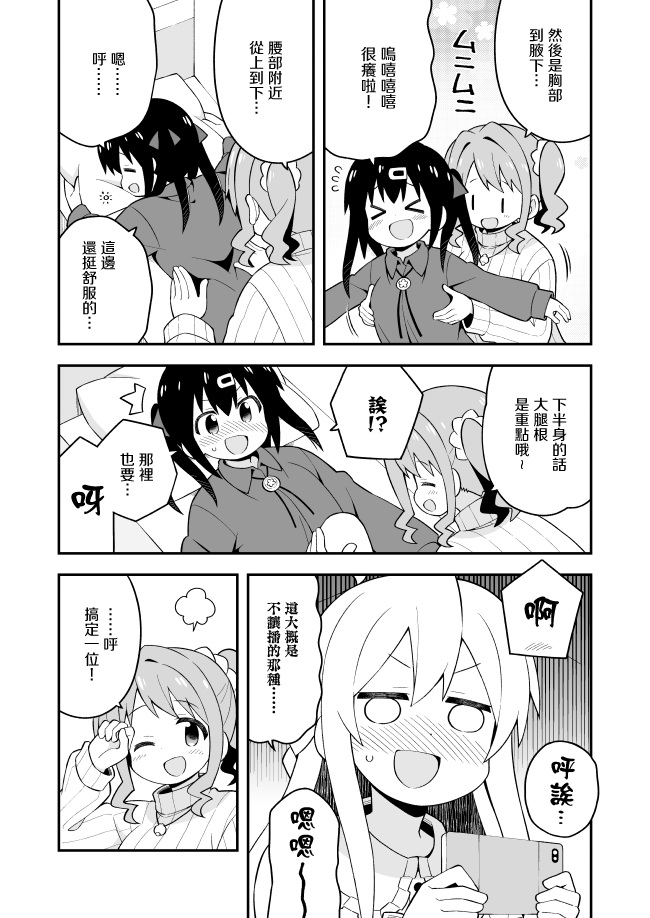 然後是胸部
到腋下…
ムニムニ
嗚嘻嘻嘻
很癢啦！
腰部附近
從上到下…
嗯……
呼……
這邊
還挺舒服的…
下半身的話
大腿根
是重點哦~
誒!?
那裡
也要…
呀
啊
這大概是
不讓播的那種……
呼誒…
嗯嗯~
……呼
搞定一位！